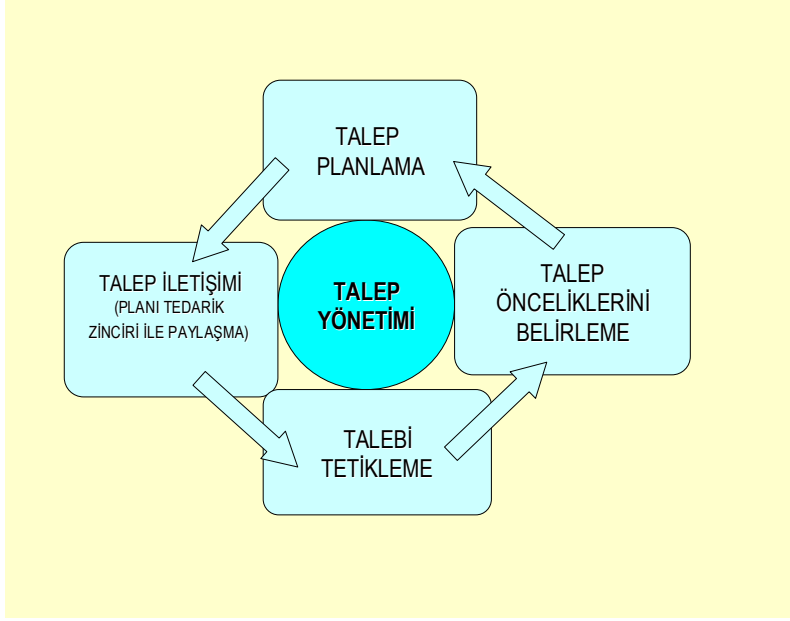 TALEP
PLANLAMA
TALEP İLETİŞİMİ
(PLANI TEDARİK
ZİNCİRİ İLE PAYLAŞMA)
TALEP
YÖNETİMİ
TALEP
ÖNCELİKLERİNİ
BELİRLEME
TALEBİ
TETİKLEME